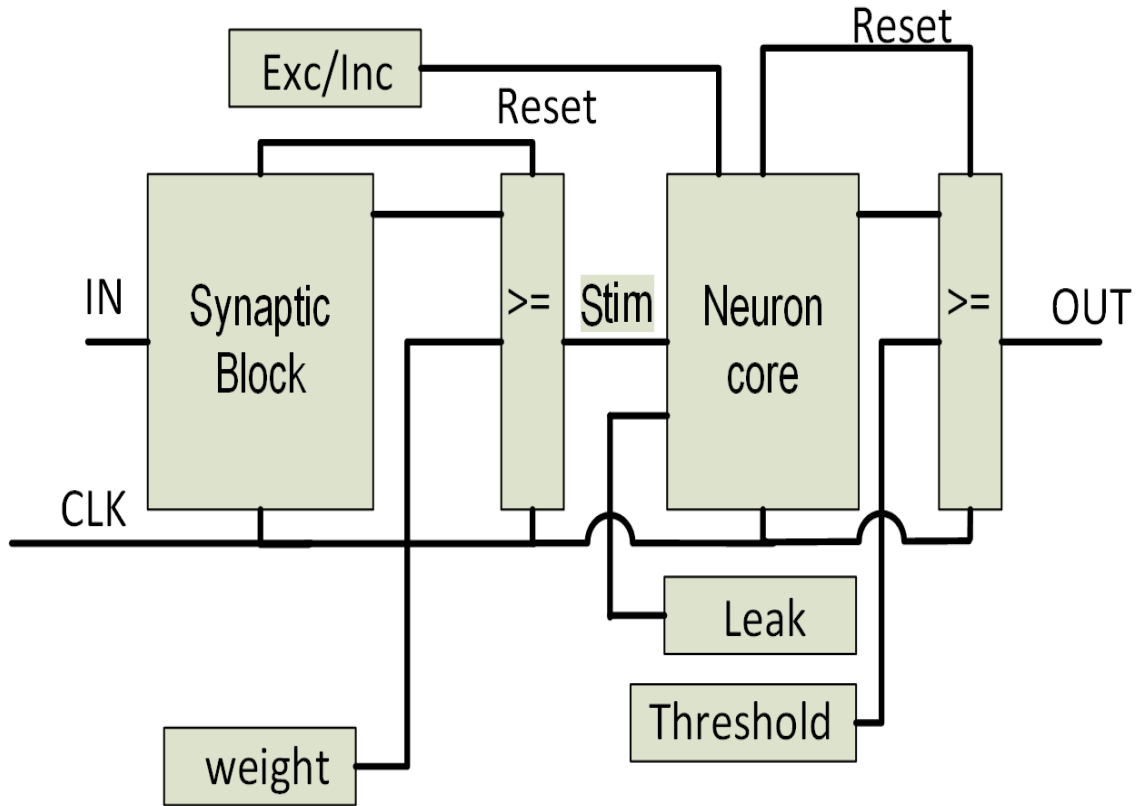 Reset
Exc/Inc
Reset
IN
Synaptic
Block
>=
Stim
Neuron
core
>=
OUT
CLK
Leak
Threshold
weight